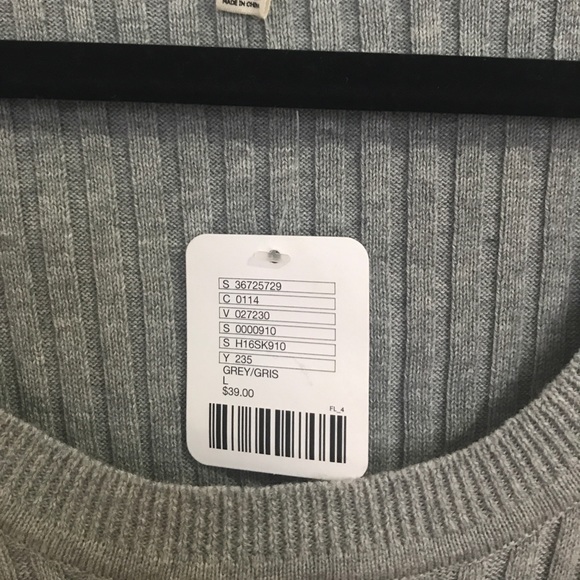 MADE IN CHINA
S 36725729
C 0114
V 027230
S 0000910
S H16SK910
Y 235
GREY/GRIS
L
$39.00
FL_4